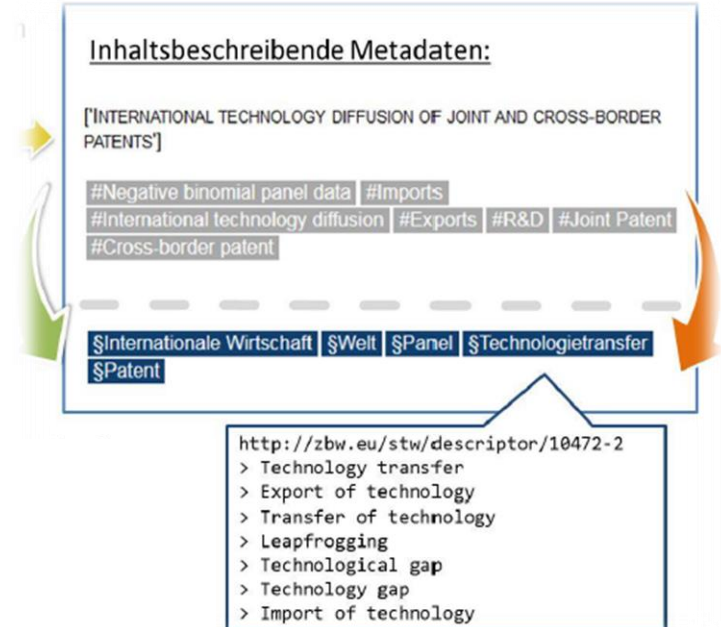 Inhaltsbeschreibende Metadaten:
['INTERNATIONAL TECHNOLOGY DIFFUSION OF JOINT AND CROSS-BORDER
PATENTS']
#Negative binomial panel data #Imports
#International technology diffusion #Exports #R&D #Joint Patent
#Cross-border patent
§Internationale Wirtschaft §Welt §Panel §Technologietransfer
§Patent
http://zbw.eu/stw/descriptor/10472-2
> Technology transfer
> Export of technology
> Transfer of technology
> Leapfrogging
> Technological gap
> Technology gap
> Import of technology